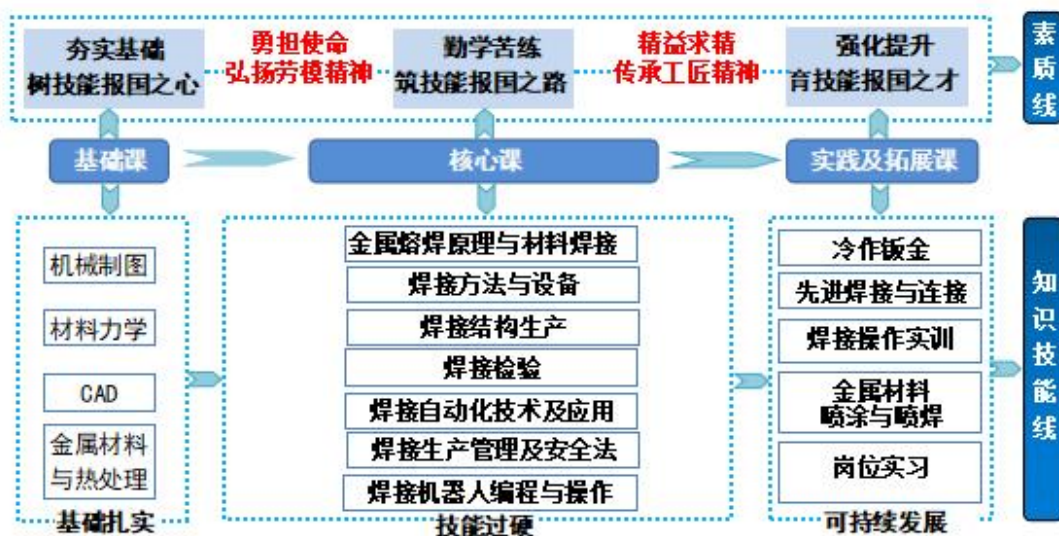 夯实基础
树技能报国之心
勇担使命
弘扬劳模精神
勤学苦练
筑技能报国之路
精益求精
传承工匠精神
强化提升
育技能报国之才
素质线
基础课
核心课
实践及拓展课
机械制图
材料力学
CAD
金属材料
与热处理
基础扎实
金属熔焊原理与材料焊接
焊接方法与设备
焊接结构生产
焊接检验
焊接自动化技术及应用
焊接生产管理及安全法
焊接机器人编程与操作
技能过硬
冷作钣金
先进焊接与连接
焊接操作实训
金属材料
喷涂与喷焊
岗位实习
可持续发展
知识技能线